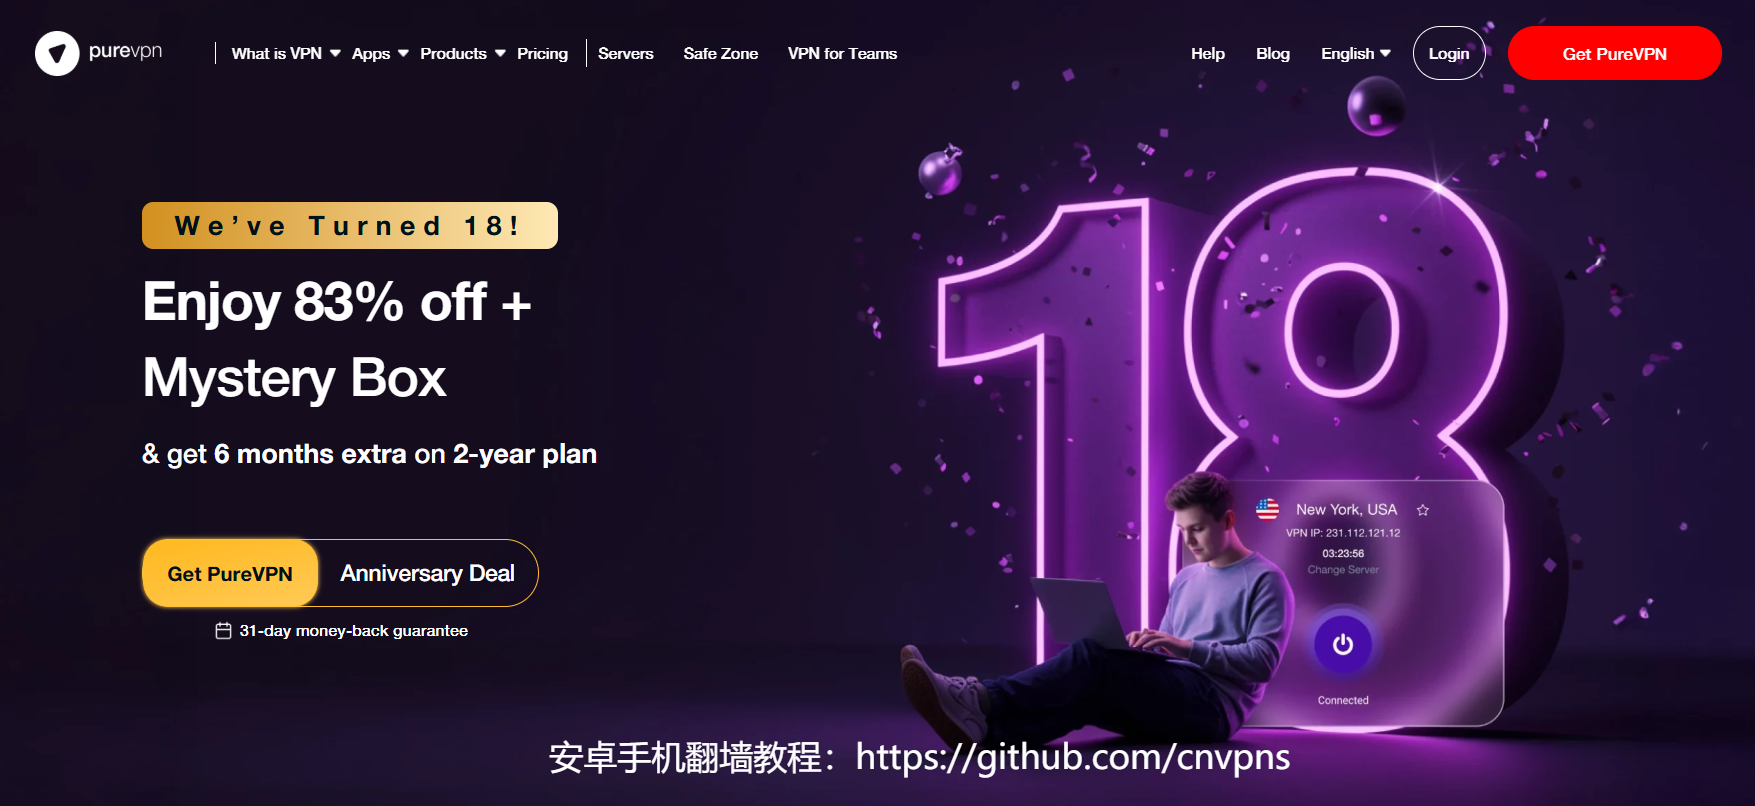 purevpn
What is VPN Apps Products Pricing Servers Safe Zone VPN for Teams Help Blog English Login Get PureVPN
We've Turned 18!
Enjoy 83% off +
Mystery Box
& get 6 months extra on 2-year plan
Get PureVPN Anniversary Deal
31-day money-back guarantee
18
New York, USA
VPN IP: 231.112.121.12
03:23:56
Change Server
Connected
安卓手机翻墙教程：https://github.com/cnvpns